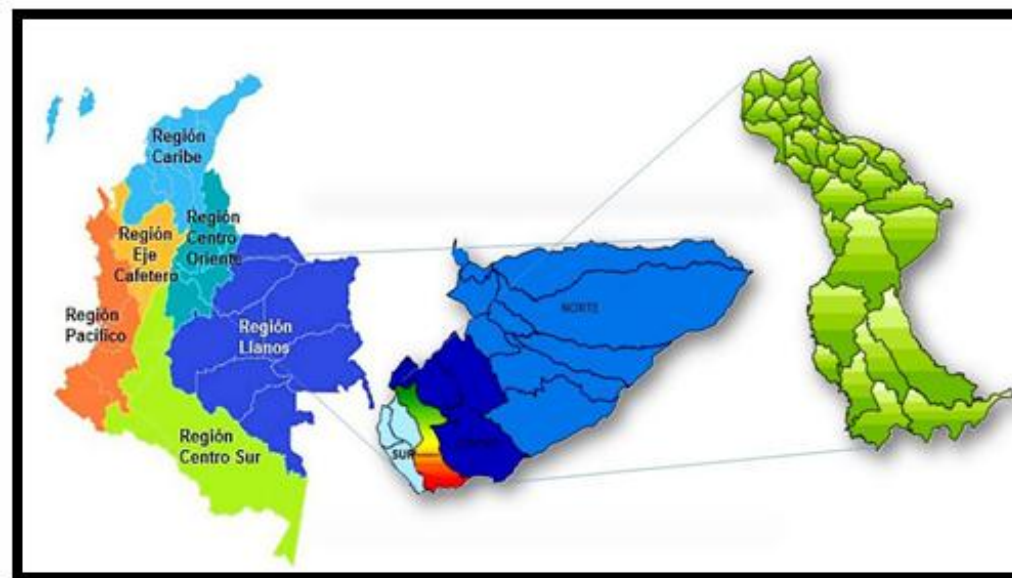 Región
Caribe
Región
Centro
Oriente
Región
Eje
Cafetero
Región
Pacífico
Región
Llanos
Región
Centro Sur
NORTE
SUR